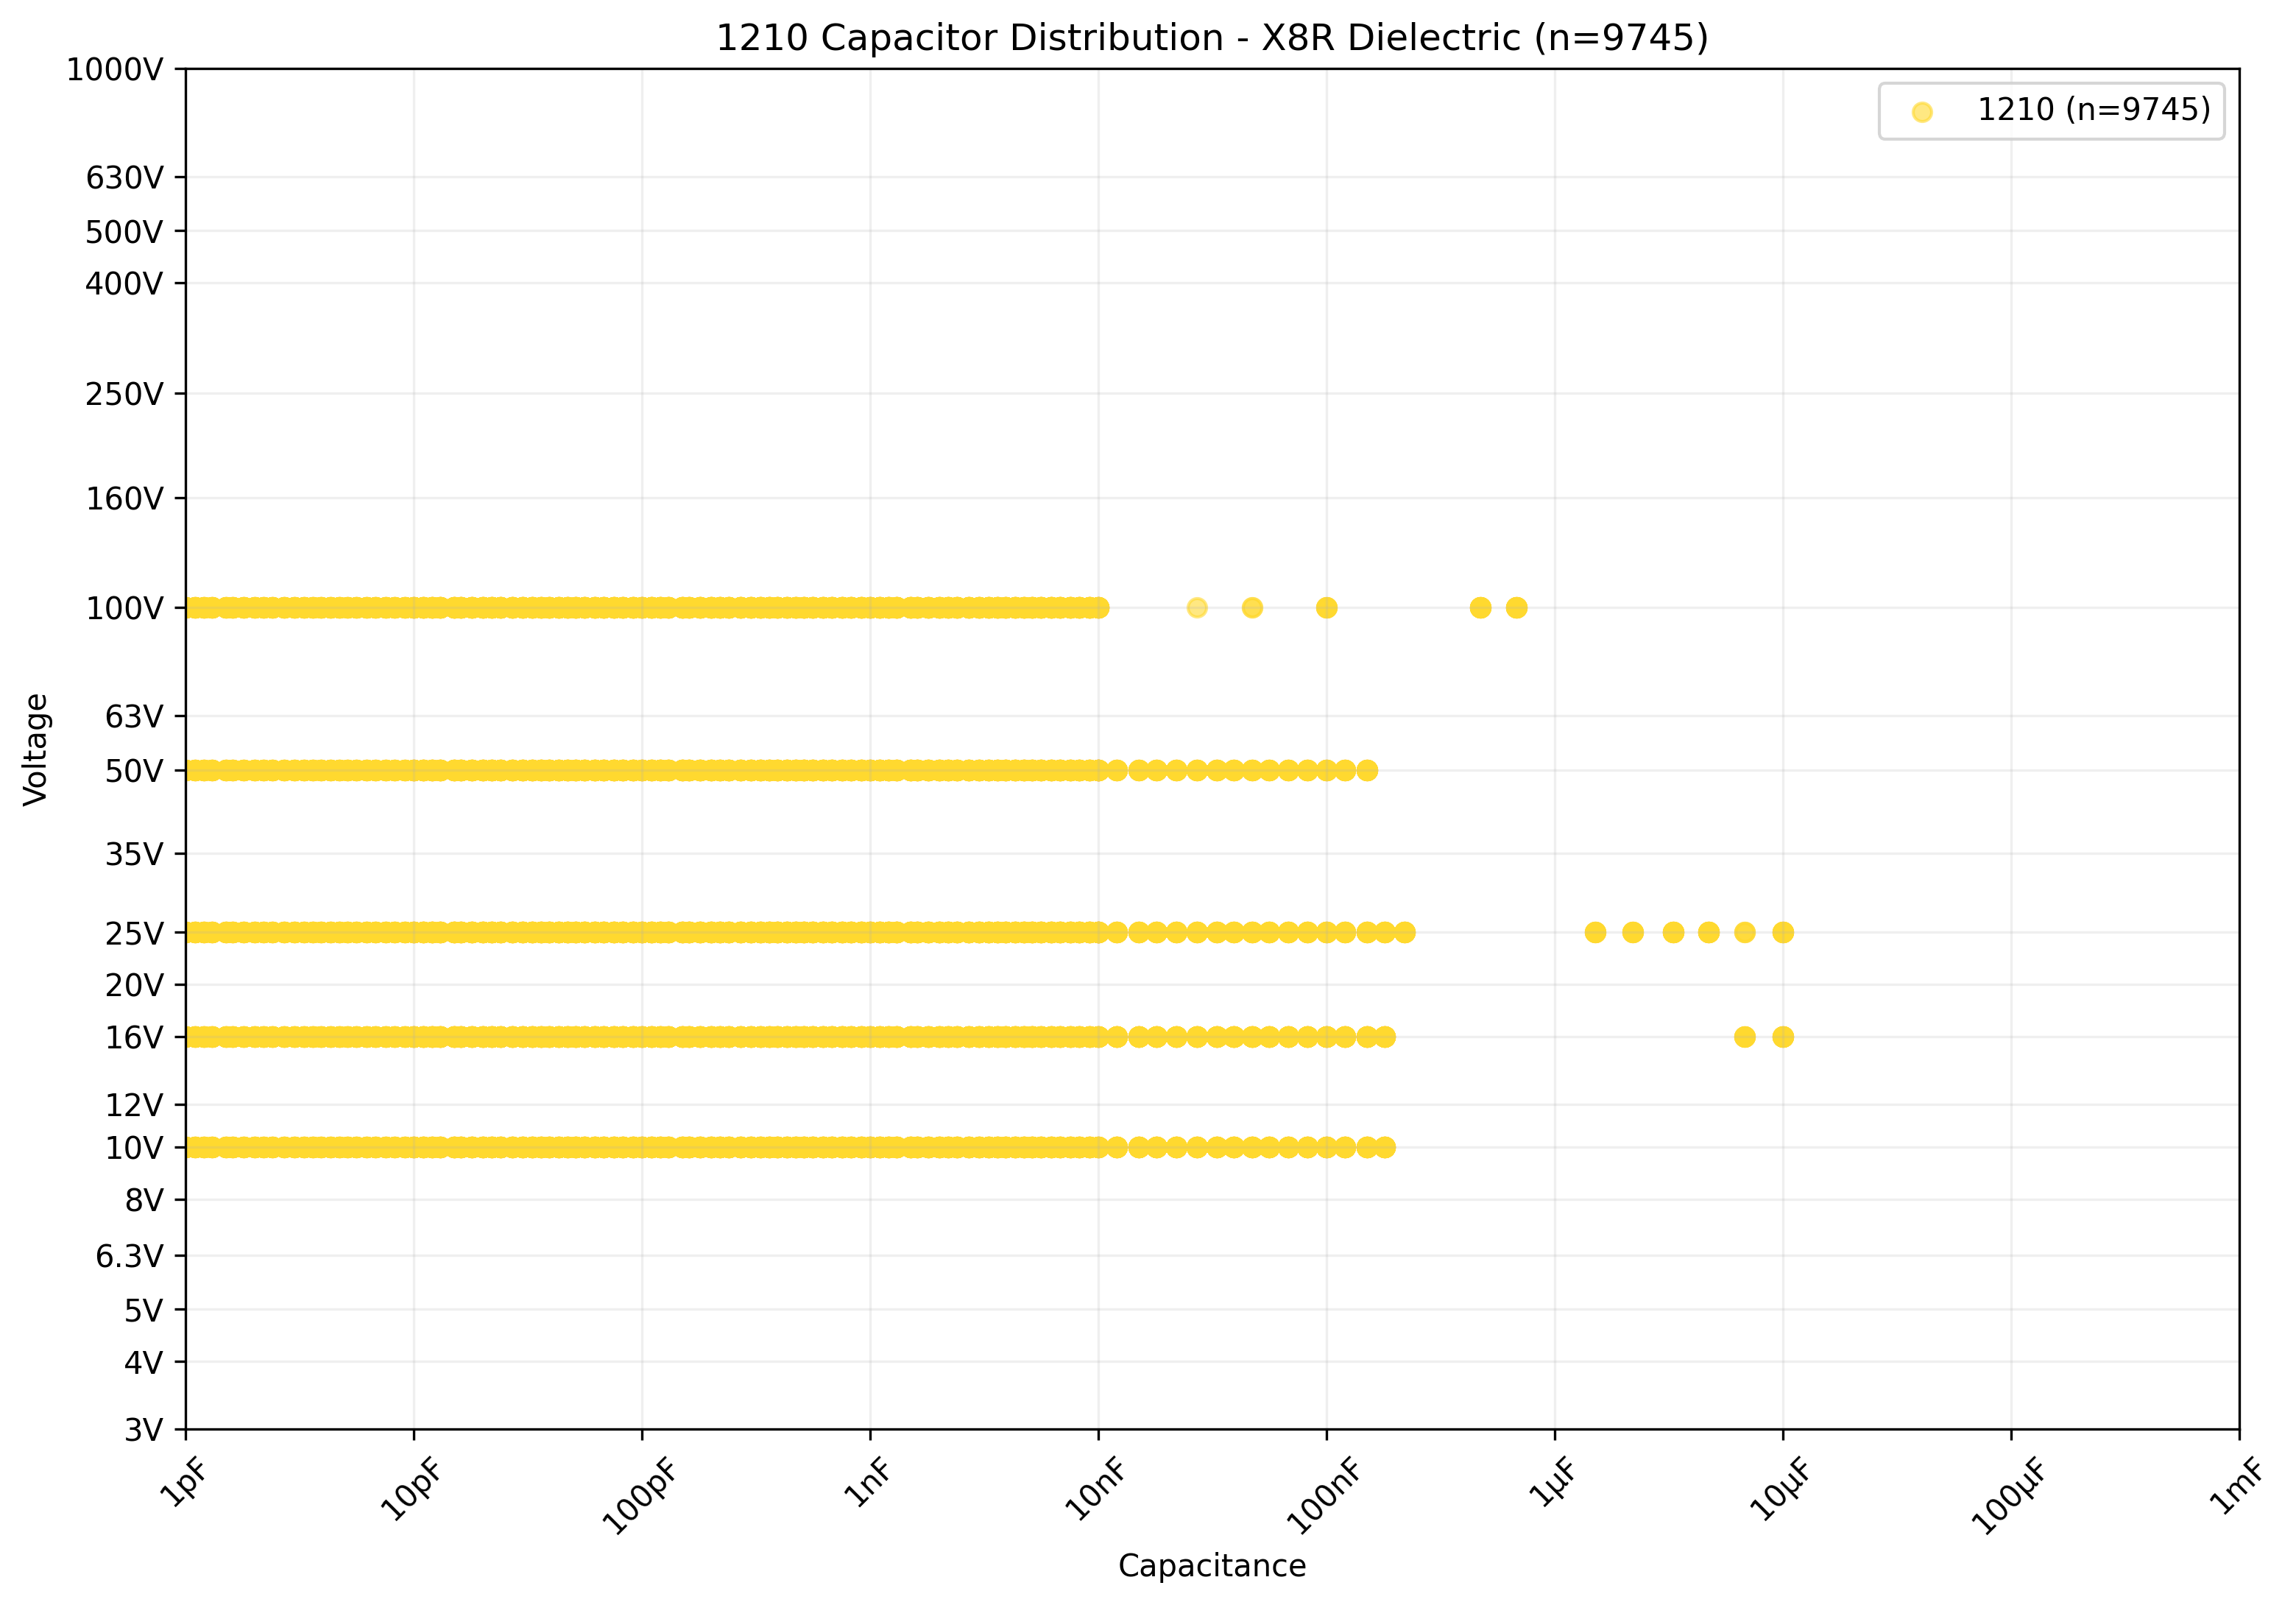 1210 Capacitor Distribution - X8R Dielectric (n=9745)
1210 (n=9745)
1000V
630V
500V
400V
250V
160V
100V
63V
50V
35V
25V
20V
16V
12V
10V
8V
6.3V
5V
4V
3V
Voltage
1pF
10pF
100pF
1nF
10nF
100nF
1µF
10µF
100µF
1mF
Capacitance